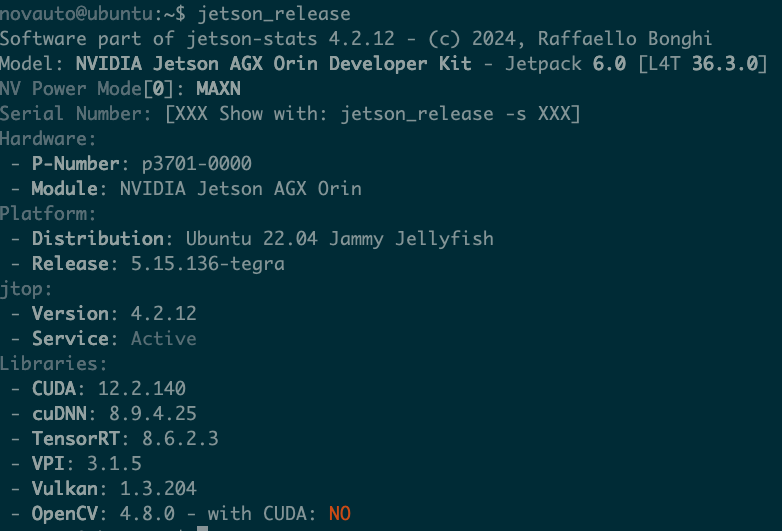 novauto@ubuntu:~$ jetson_release
Software part of jetson-stats 4.2.12 - (c) 2024, Raffaello Bonghi
Model: NVIDIA Jetson AGX Orin Developer Kit - Jetpack 6.0 [L4T 36.3.0]
NV Power Mode[0]: MAXN
Serial Number: [XXX Show with: jetson_release -s XXX]
Hardware:
 - P-Number: p3701-0000
 - Module: NVIDIA Jetson AGX Orin
Platform:
 - Distribution: Ubuntu 22.04 Jammy Jellyfish
 - Release: 5.15.136-tegra
jtop:
 - Version: 4.2.12
 - Service: Active
Libraries:
 - CUDA: 12.2.140
 - cuDNN: 8.9.4.25
 - TensorRT: 8.6.2.3
 - VPI: 3.1.5
 - Vulkan: 1.3.204
 - OpenCV: 4.8.0 - with CUDA: NO